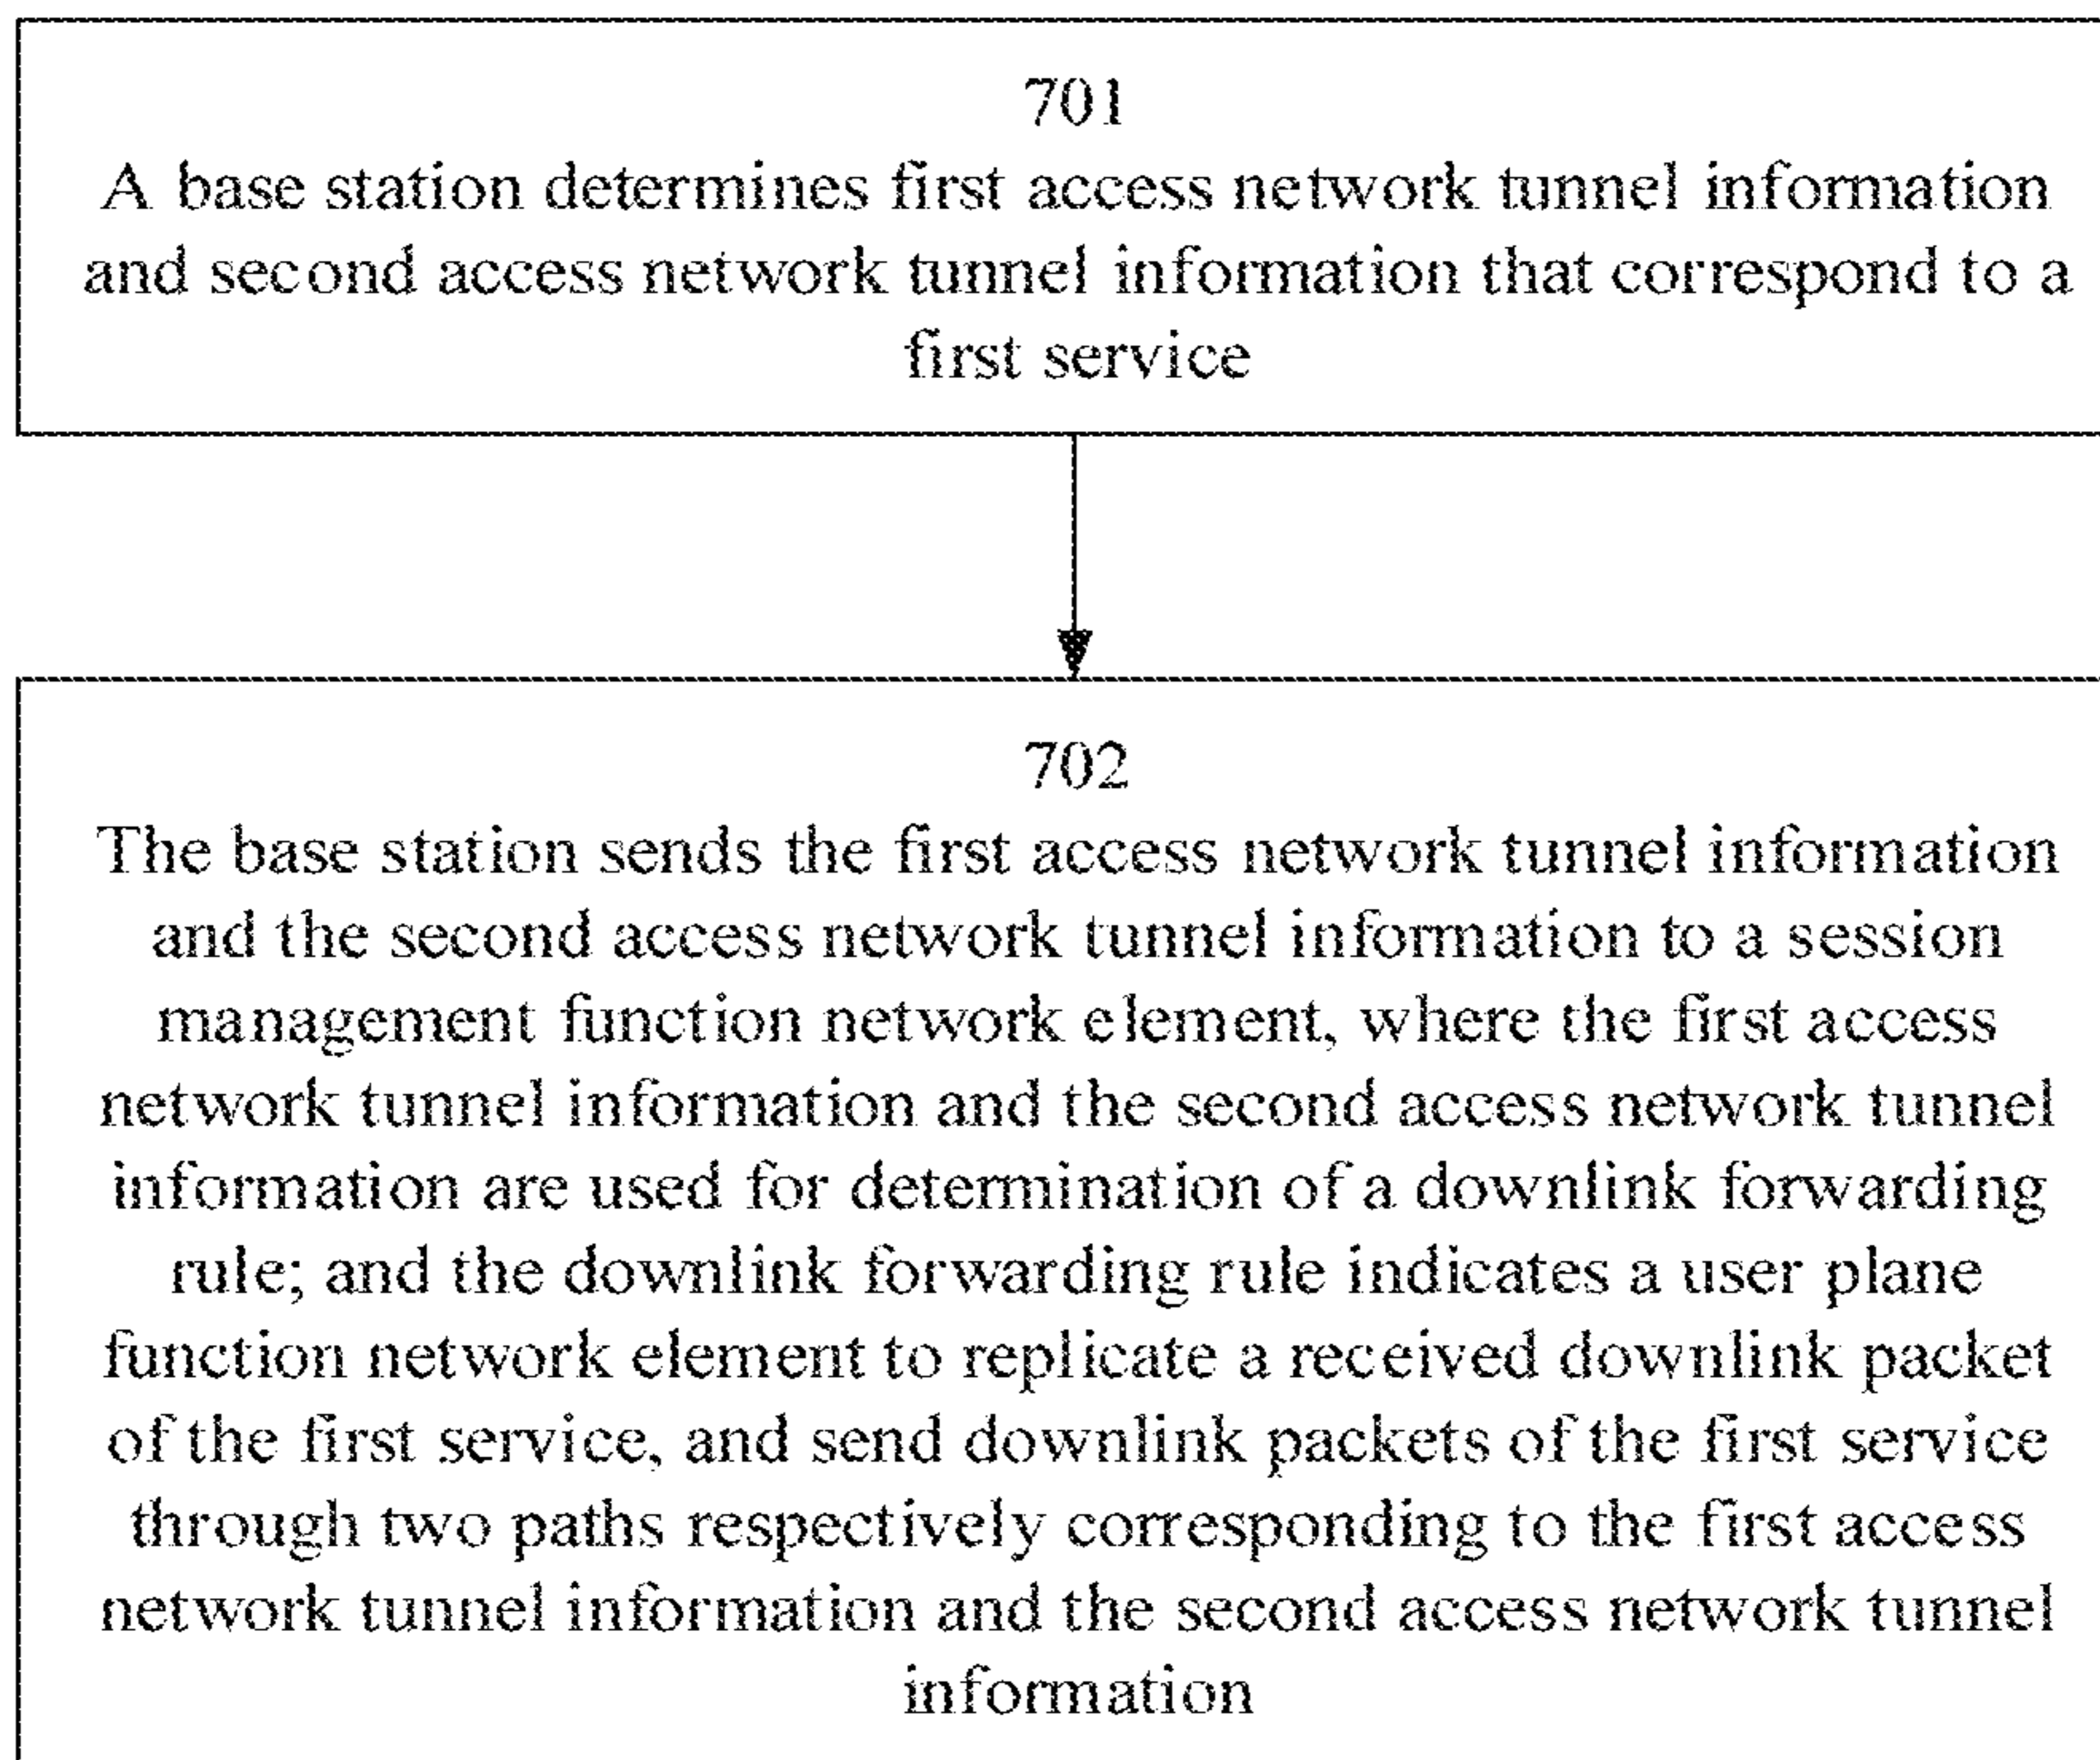 701
A base station determines first access network tunnel information
and second access network tunnel information that correspond to a
first service
702
The base station sends the first access network tunnel information
and the second access network tunnel information to a session
management function network element, where the first access
network tunnel information and the second access network tunnel
information are used for determination of a downlink forwarding
rule; and the downlink forwarding rule indicates a user plane
function network element to replicate a received downlink packet
of the first service, and send downlink packets of the first service
through two paths respectively corresponding to the first access
network tunnel information and the second access network tunnel
information